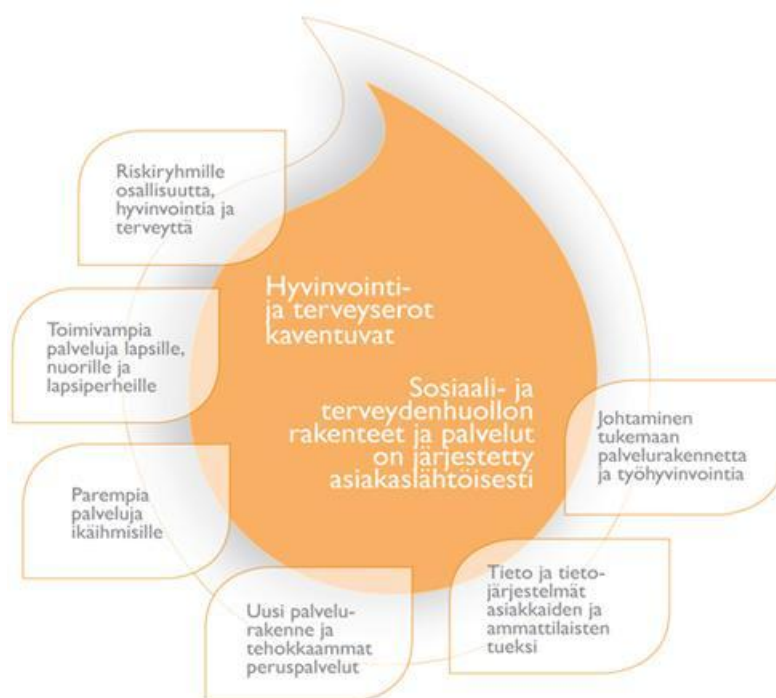 Riskiryhmille
osallisuutta,
hyvinvointia ja
terveyttä
Hyvinvointi-
ja terveyserot
kaventuvat
Toimivampia
palveluja lapsille,
nuorille ja
lapsiperheille
Sosiaali- ja
terveydenhuollon
rakenteet ja palvelut
on järjestetty
asiakaslähtöisesti
Johtaminen
tukemaan
palvelurakennetta
ja työhyvinvointia
Parempia
palveluja
ikäihmisille
Uusi palvelu-
rakenne ja
tehokkaammat
peruspalvelut
Tieto ja tieto-
järjestelmät
asiakkaiden ja
ammattilaisten
tueksi